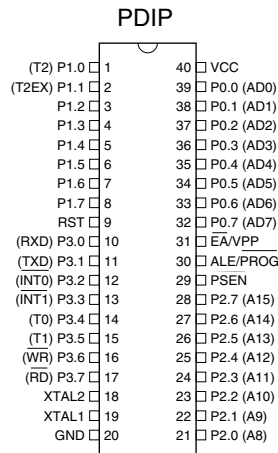 PDIP
(T2) P1.0 1 40 VCC
(T2EX) P1.1 2 39 P0.0 (AD0)
P1.2 3 38 P0.1 (AD1)
P1.3 4 37 P0.2 (AD2)
P1.4 5 36 P0.3 (AD3)
P1.5 6 35 P0.4 (AD4)
P1.6 7 34 P0.5 (AD5)
P1.7 8 33 P0.6 (AD6)
RST 9 32 P0.7 (AD7)
(RXD) P3.0 10 31 E̅A̅/VPP
(TXD) P3.1 11 30 ALE/P̅R̅O̅G̅
(I̅N̅T̅0̅) P3.2 12 29 P̅S̅E̅N̅
(I̅N̅T̅1̅) P3.3 13 28 P2.7 (A15)
(T0) P3.4 14 27 P2.6 (A14)
(T1) P3.5 15 26 P2.5 (A13)
(W̅R̅) P3.6 16 25 P2.4 (A12)
(R̅D̅) P3.7 17 24 P2.3 (A11)
XTAL2 18 23 P2.2 (A10)
XTAL1 19 22 P2.1 (A9)
GND 20 21 P2.0 (A8)